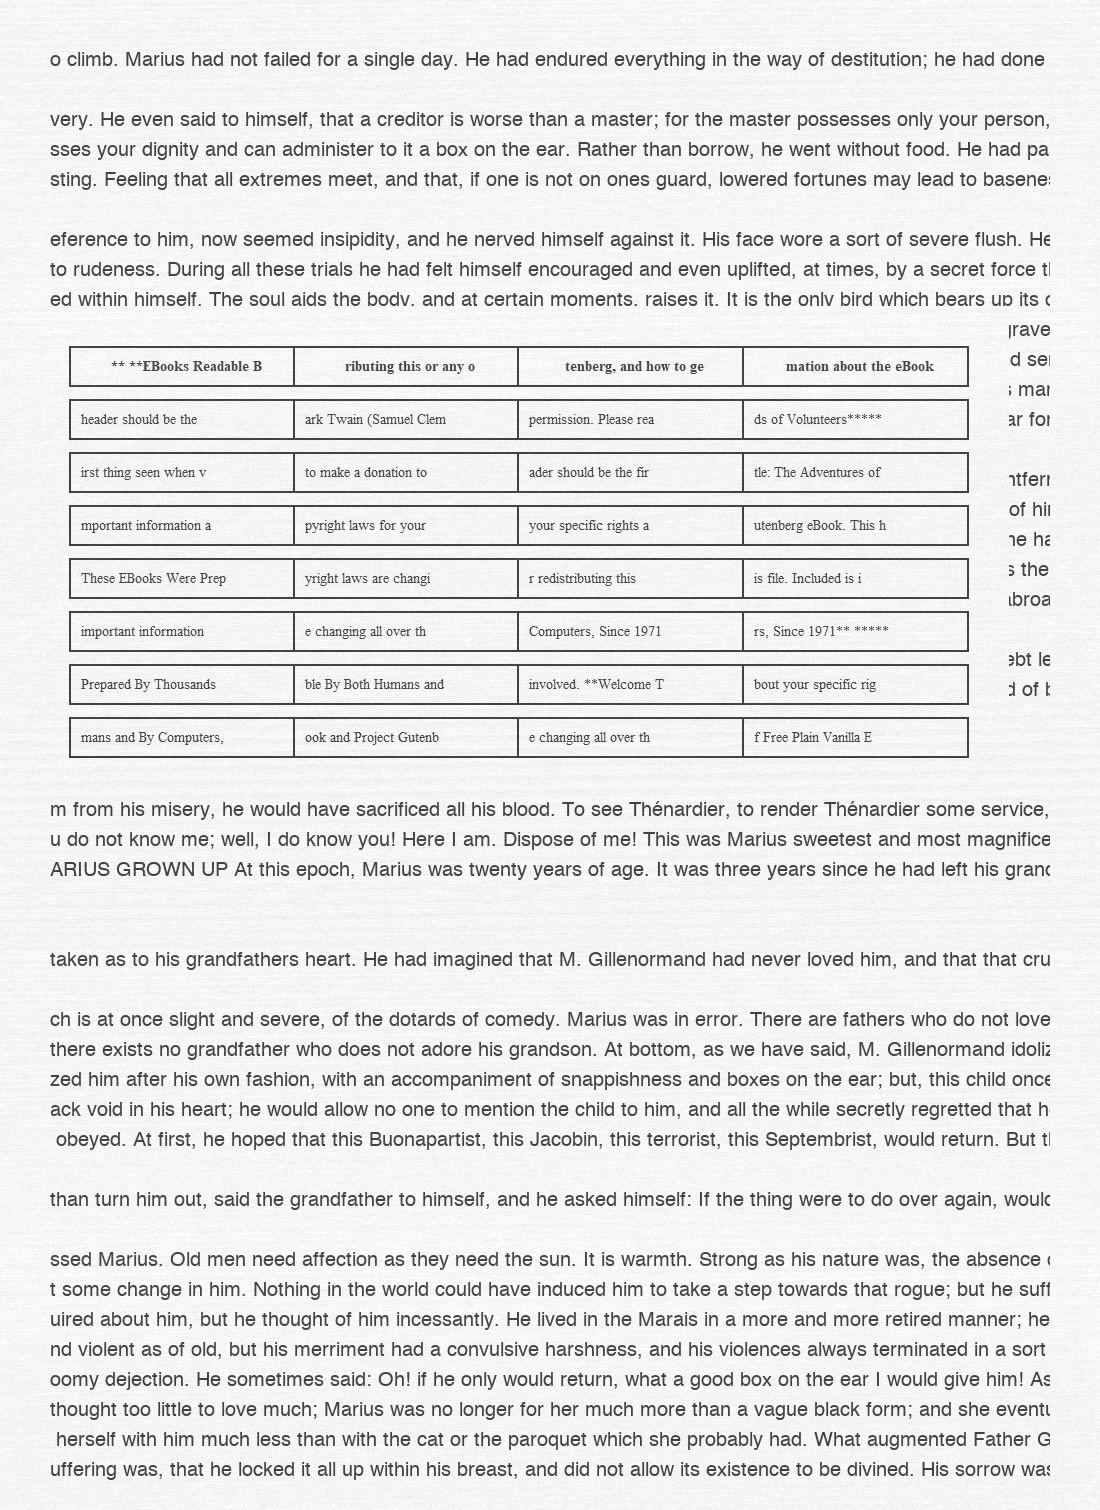 o climb. Marius had not failed for a single day. He had endured everything in the way of destitution; he had done
very. He even said to himself, that a creditor is worse than a master; for the master possesses only your person,
sses your dignity and can administer to it a box on the ear. Rather than borrow, he went without food. He had pa
sting. Feeling that all extremes meet, and that, if one is not on ones guard, lowered fortunes may lead to basenes
eference to him, now seemed insipidity, and he nerved himself against it. His face wore a sort of severe flush. He
to rudeness. During all these trials he had felt himself encouraged and even uplifted, at times, by a secret force
ed within himself. The soul aids the body, and at certain moments, raises it. It is the only bird which bears up its
grave
** **EBooks Readable B ributing this or any o tenberg, and how to ge mation about the eBook
d ser
s mar
header should be the ark Twain (Samuel Clem permission. Please rea ds of Volunteers*****
ar for
irst thing seen when v to make a donation to ader should be the fir tle: The Adventures of
ntferr
of hir
mportant information a pyright laws for your your specific rights a utenberg eBook. This h
he ha
These EBooks Were Prep yright laws are changi r redistributing this is file. Included is i
s the
abroa
important information e changing all over th Computers, Since 1971 rs, Since 1971** *****
ebt le
Prepared By Thousands ble By Both Humans and involved. **Welcome T bout your specific rig
d of b
mans and By Computers, ook and Project Gutenb e changing all over th f Free Plain Vanilla E
m from his misery, he would have sacrificed all his blood. To see Thénardier, to render Thénardier some service,
u do not know me; well, I do know you! Here I am. Dispose of me! This was Marius sweetest and most magnifice
ARIUS GROWN UP At this epoch, Marius was twenty years of age. It was three years since he had left his grand
taken as to his grandfathers heart. He had imagined that M. Gillenormand had never loved him, and that that cru
ch is at once slight and severe, of the dotards of comedy. Marius was in error. There are fathers who do not love
there exists no grandfather who does not adore his grandson. At bottom, as we have said, M. Gillenormand idoliz
zed him after his own fashion, with an accompaniment of snappishness and boxes on the ear; but, this child once
ack void in his heart; he would allow no one to mention the child to him, and all the while secretly regretted that h
obeyed. At first, he hoped that this Buonapartist, this Jacobin, this terrorist, this Septembrist, would return. But t
than turn him out, said the grandfather to himself, and he asked himself: If the thing were to do over again, would
ssed Marius. Old men need affection as they need the sun. It is warmth. Strong as his nature was, the absence
t some change in him. Nothing in the world could have induced him to take a step towards that rogue; but he suff
uired about him, but he thought of him incessantly. He lived in the Marais in a more and more retired manner; he
nd violent as of old, but his merriment had a convulsive harshness, and his violences always terminated in a sort
oomy dejection. He sometimes said: Oh! if he only would return, what a good box on the ear I would give him! As
thought too little to love much; Marius was no longer for her much more than a vague black form; and she eventu
herself with him much less than with the cat or the paroquet which she probably had. What augmented Father G
uffering was, that he locked it all up within his breast, and did not allow its existence to be divined. His sorrow was